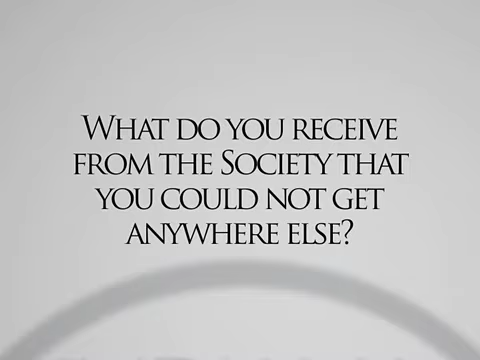 What do you receive
from the Society that
you could not get
anywhere else?